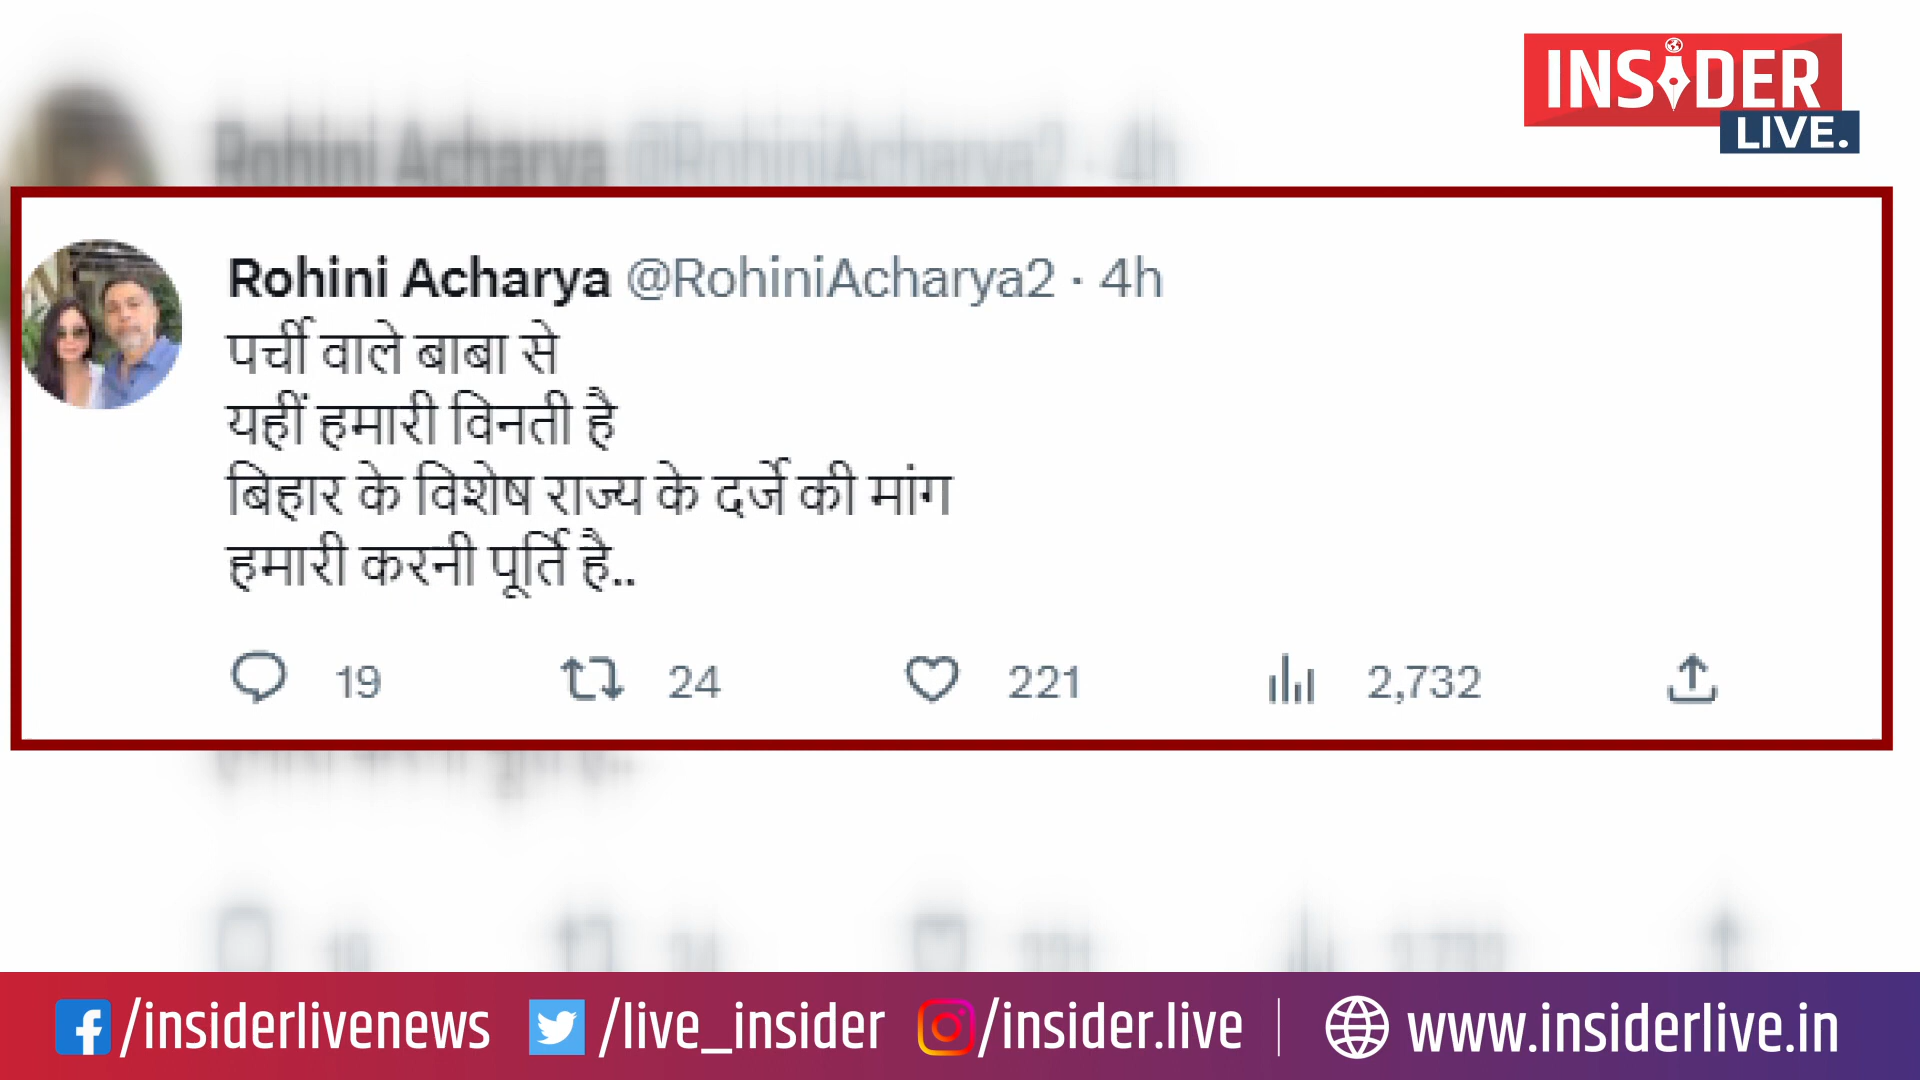 INSIDER
LIVE.
Rohini Acharya @RohiniAcharya2 · 4h
पर्ची वाले बाबा से
यहीं हमारी विनती है
बिहार के विशेष राज्य के दर्जे की मांग
हमारी करनी पूर्ति है..
19 24 221 2,732
/insiderlivenews /live_insider /insider.live | www.insiderlive.in